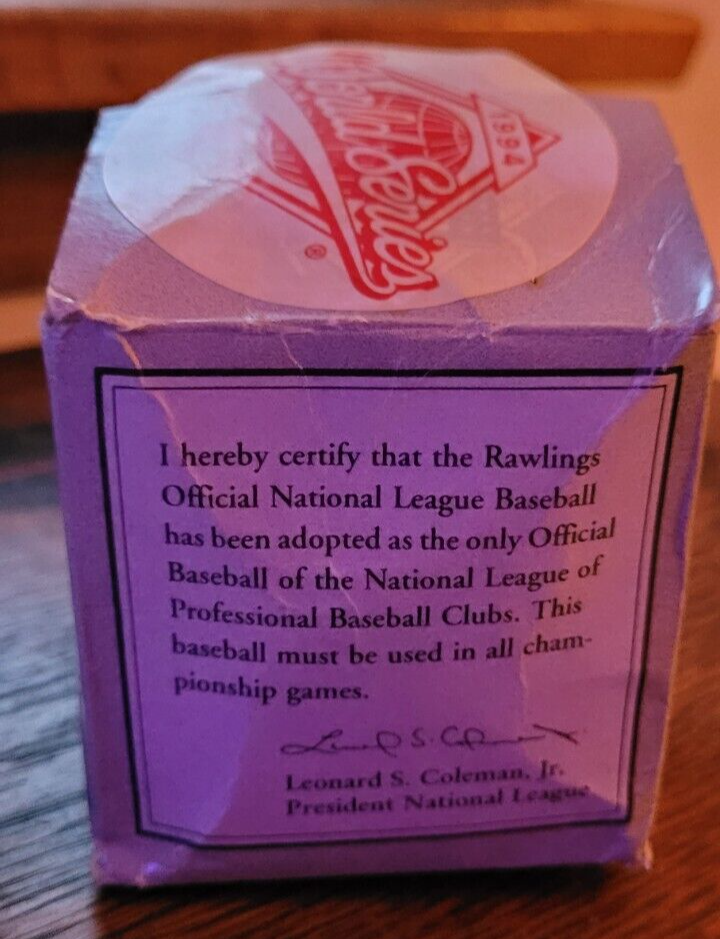 1994
World Series
®
I hereby certify that the Rawlings
Official National League Baseball
has been adopted as the only Official
Baseball of the National League of
Professional Baseball Clubs. This
baseball must be used in all cham-
pionship games.
Leonard S. Coleman, Jr.
President National League